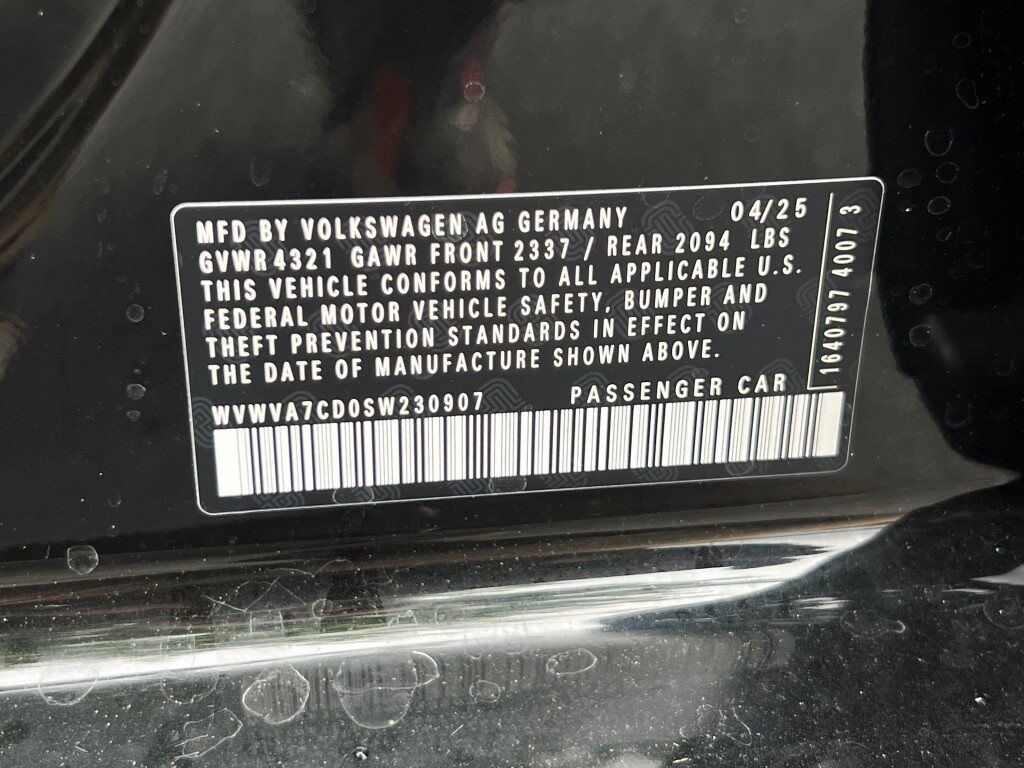 MFD BY VOLKSWAGEN AG GERMANY 04/25
GVWR 4321 GAWR FRONT 2337 / REAR 2094 LBS
THIS VEHICLE CONFORMS TO ALL APPLICABLE U.S.
FEDERAL MOTOR VEHICLE SAFETY, BUMPER AND
THEFT PREVENTION STANDARDS IN EFFECT ON
THE DATE OF MANUFACTURE SHOWN ABOVE.
WVWVA7CD0SW230907 PASSENGER CAR
1640797 4007 3